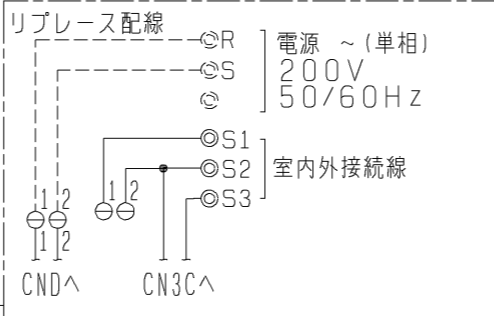 リプレース配線
R
S
電源 ~(単相)
200V
50/60Hz
S1
S2
S3
室内外接続線
1 2
1 2
1 2
CNDへ
CN3Cへ